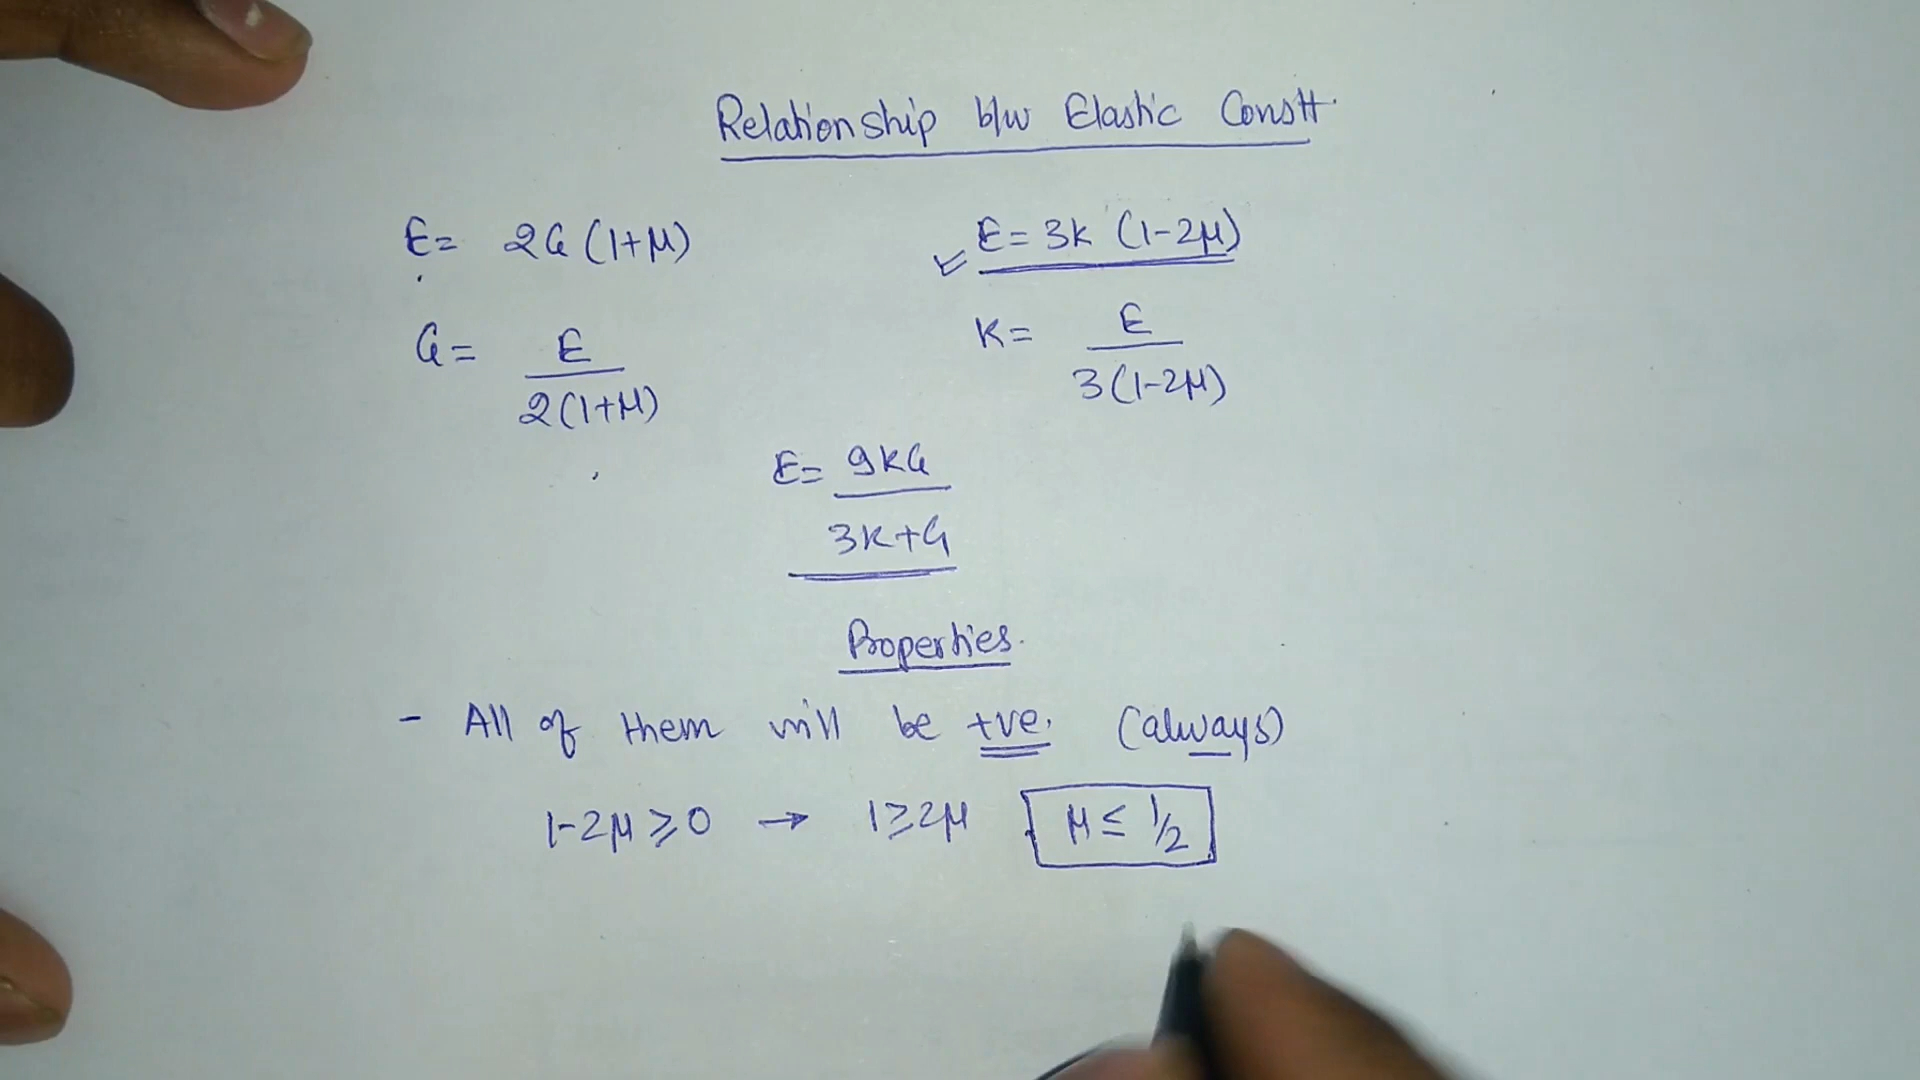 Relationship b/w Elastic Constt.
E = 2G (1+μ)
E = 3K (1-2μ)
G = E / 2(1+μ)
K = E / 3(1-2μ)
E = 9KG / 3K+G
Properties.
- All of them will be +ve. (always)
1-2μ ≥ 0 → 1 ≥ 2μ μ ≤ 1/2